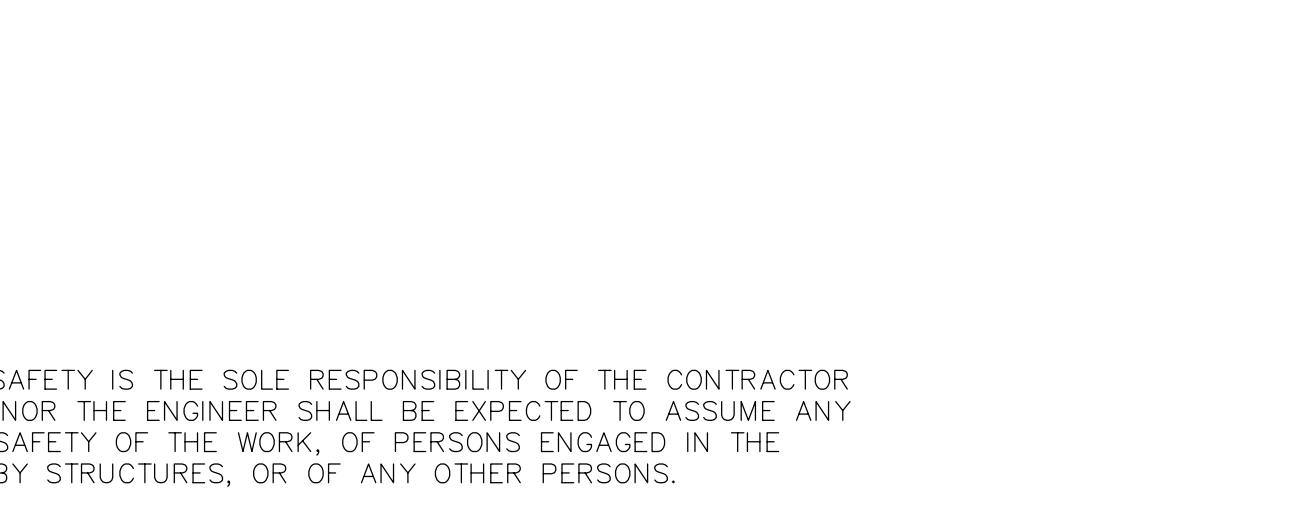 SAFETY IS THE SOLE RESPONSIBILITY OF THE CONTRACTOR
NOR THE ENGINEER SHALL BE EXPECTED TO ASSUME ANY
SAFETY OF THE WORK, OF PERSONS ENGAGED IN THE
BY STRUCTURES, OR OF ANY OTHER PERSONS.